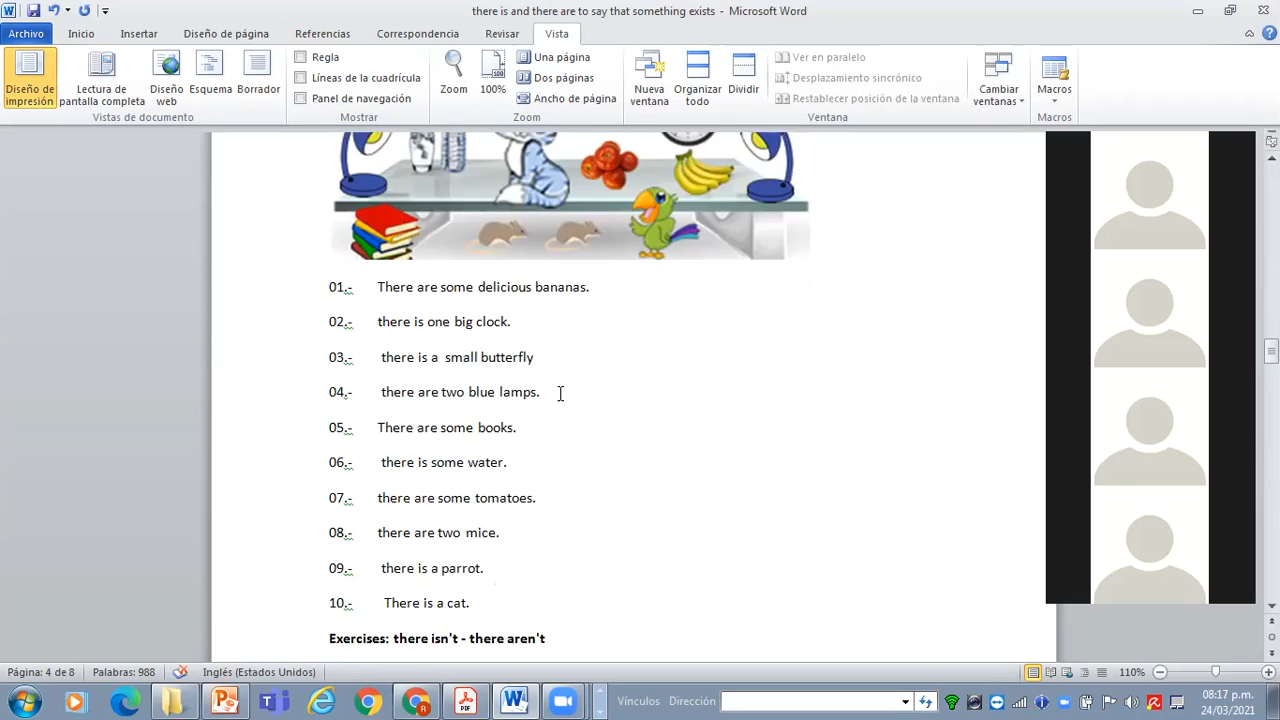 there is and there are to say that something exists - Microsoft Word
Archivo Inicio Insertar Diseño de página Referencias Correspondencia Revisar Vista
Diseño de impresión
Lectura de pantalla completa
Diseño web
Esquema
Borrador
Vistas de documento
Regla
Líneas de la cuadrícula
Panel de navegación
Mostrar
Zoom
100
100%
Una página
Dos páginas
Ancho de página
Zoom
Nueva ventana
Organizar todo
Dividir
Ver en paralelo
Desplazamiento sincrónico
Restablecer posición de la ventana
Ventana
Cambiar ventanas
Macros
Macros
01.- There are some delicious bananas.
02.- there is one big clock.
03.- there is a small butterfly
04.- there are two blue lamps.
05.- There are some books.
06.- there is some water.
07.- there are some tomatoes.
08.- there are two mice.
09.- there is a parrot.
10.- There is a cat.
Exercises: there isn't - there aren't
Página: 4 de 8 Palabras: 988 Inglés (Estados Unidos) 110%
Vínculos Dirección
08:17 p.m.
24/03/2021